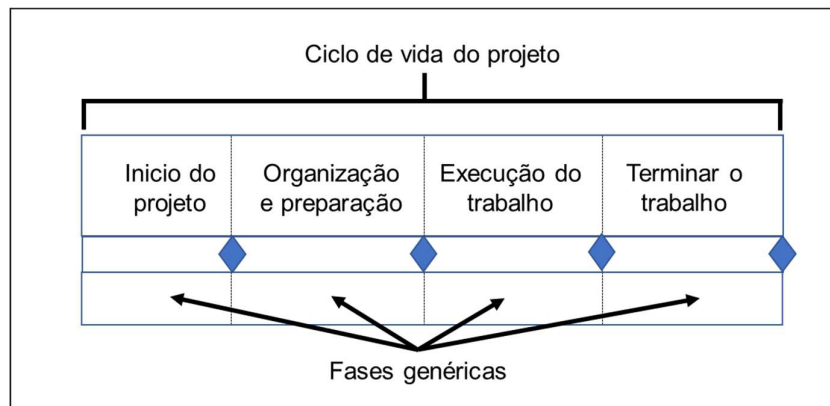 Ciclo de vida do projeto
Inicio do
projeto
Organização
e preparação
Execução do
trabalho
Terminar o
trabalho
Fases genéricas